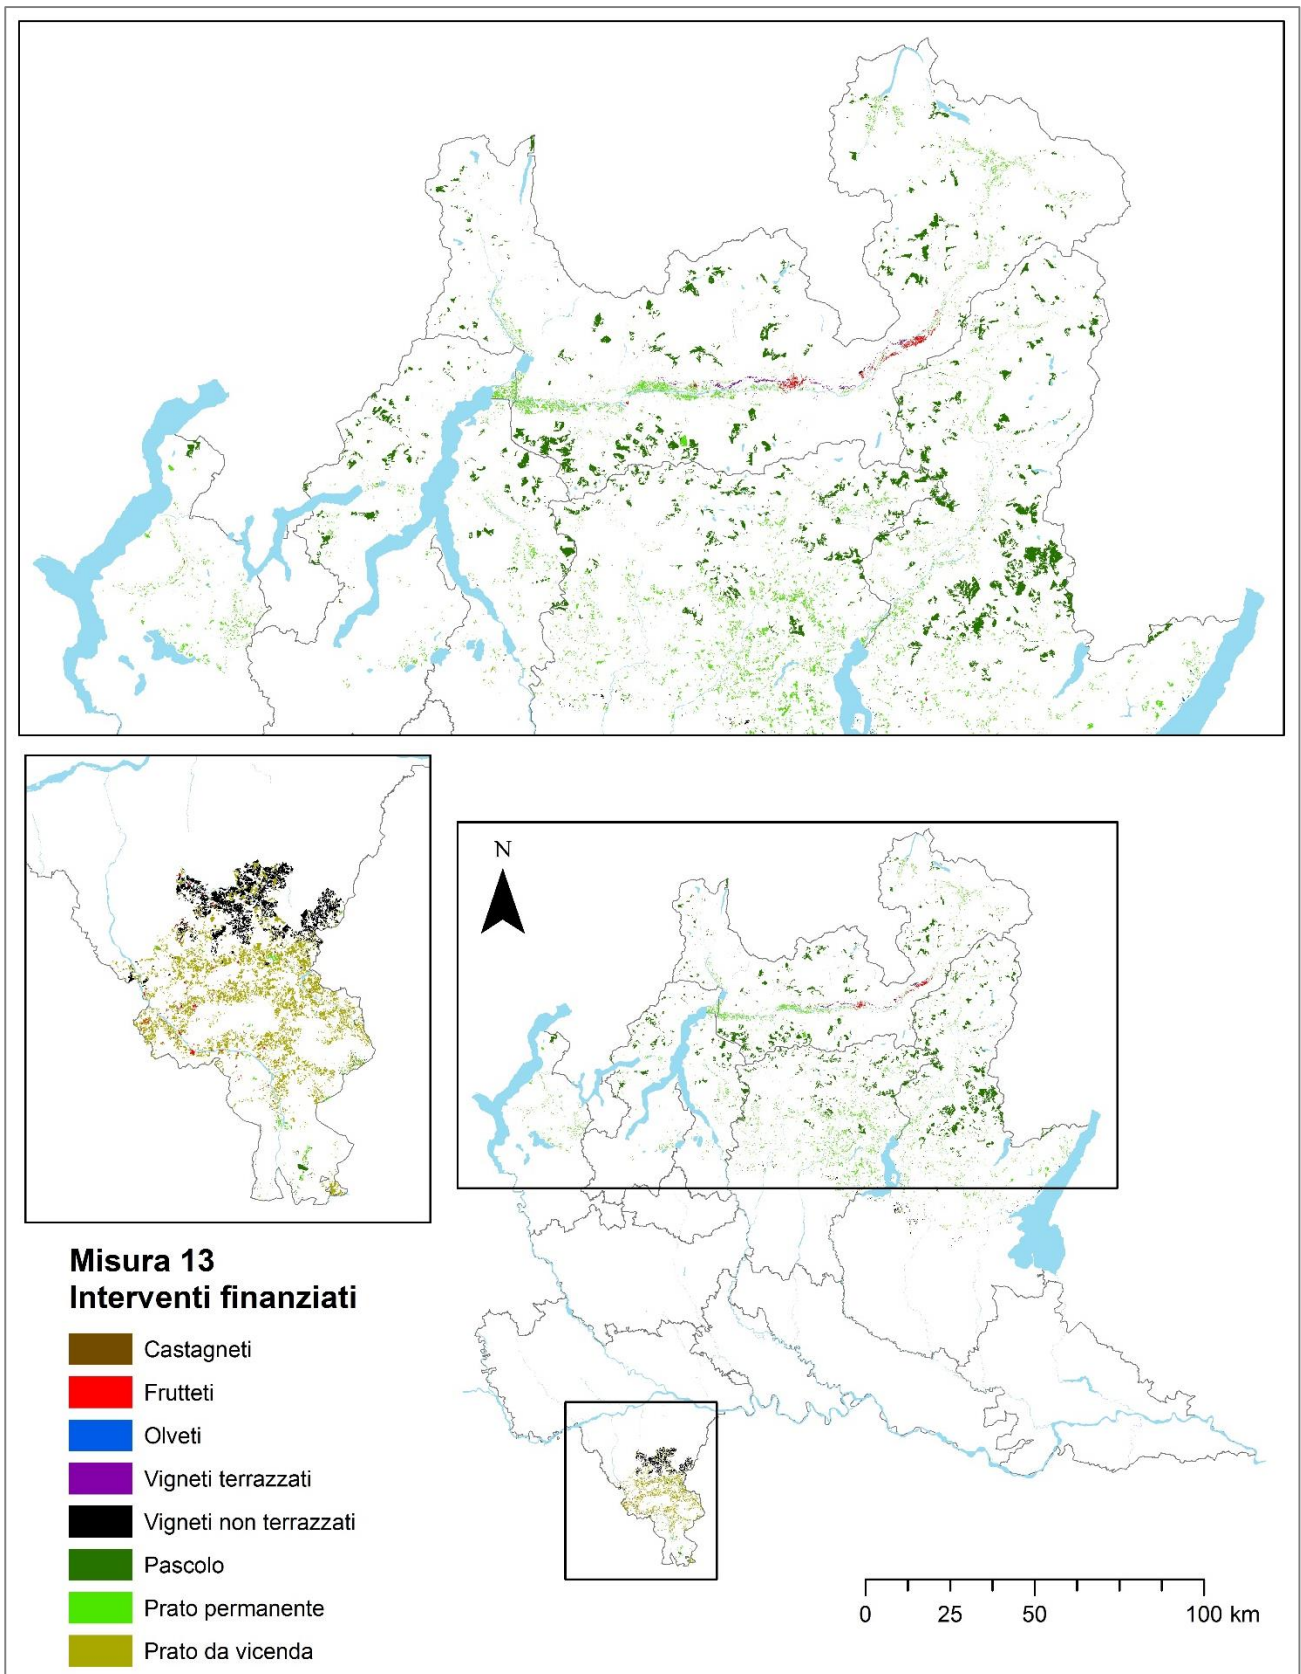 N
Misura 13
Interventi finanziati
Castagneti
Frutteti
Olveti
Vigneti terrazzati
Vigneti non terrazzati
Pascolo
Prato permanente
Prato da vicenda
0 25 50 100 km